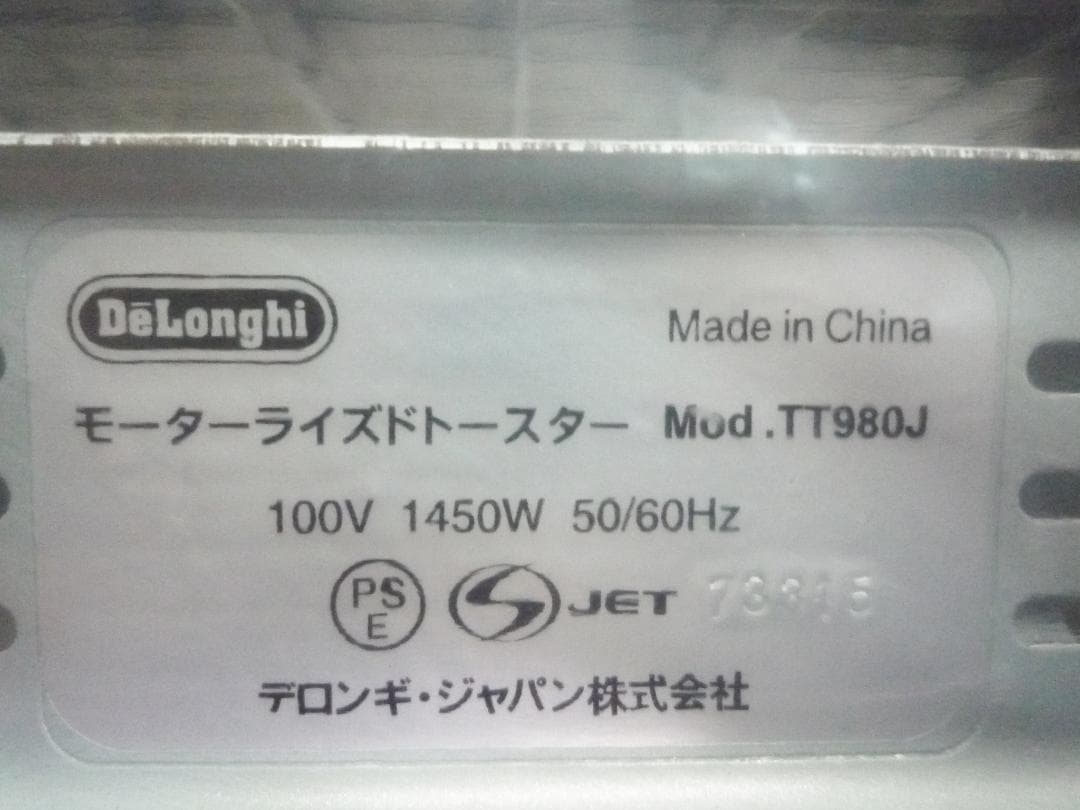 DeLonghi
Made in China
モーターライズドトースター Mod.TT980J
100V 1450W 50/60Hz
PS
E
JET 73315
デロンギ・ジャパン株式会社